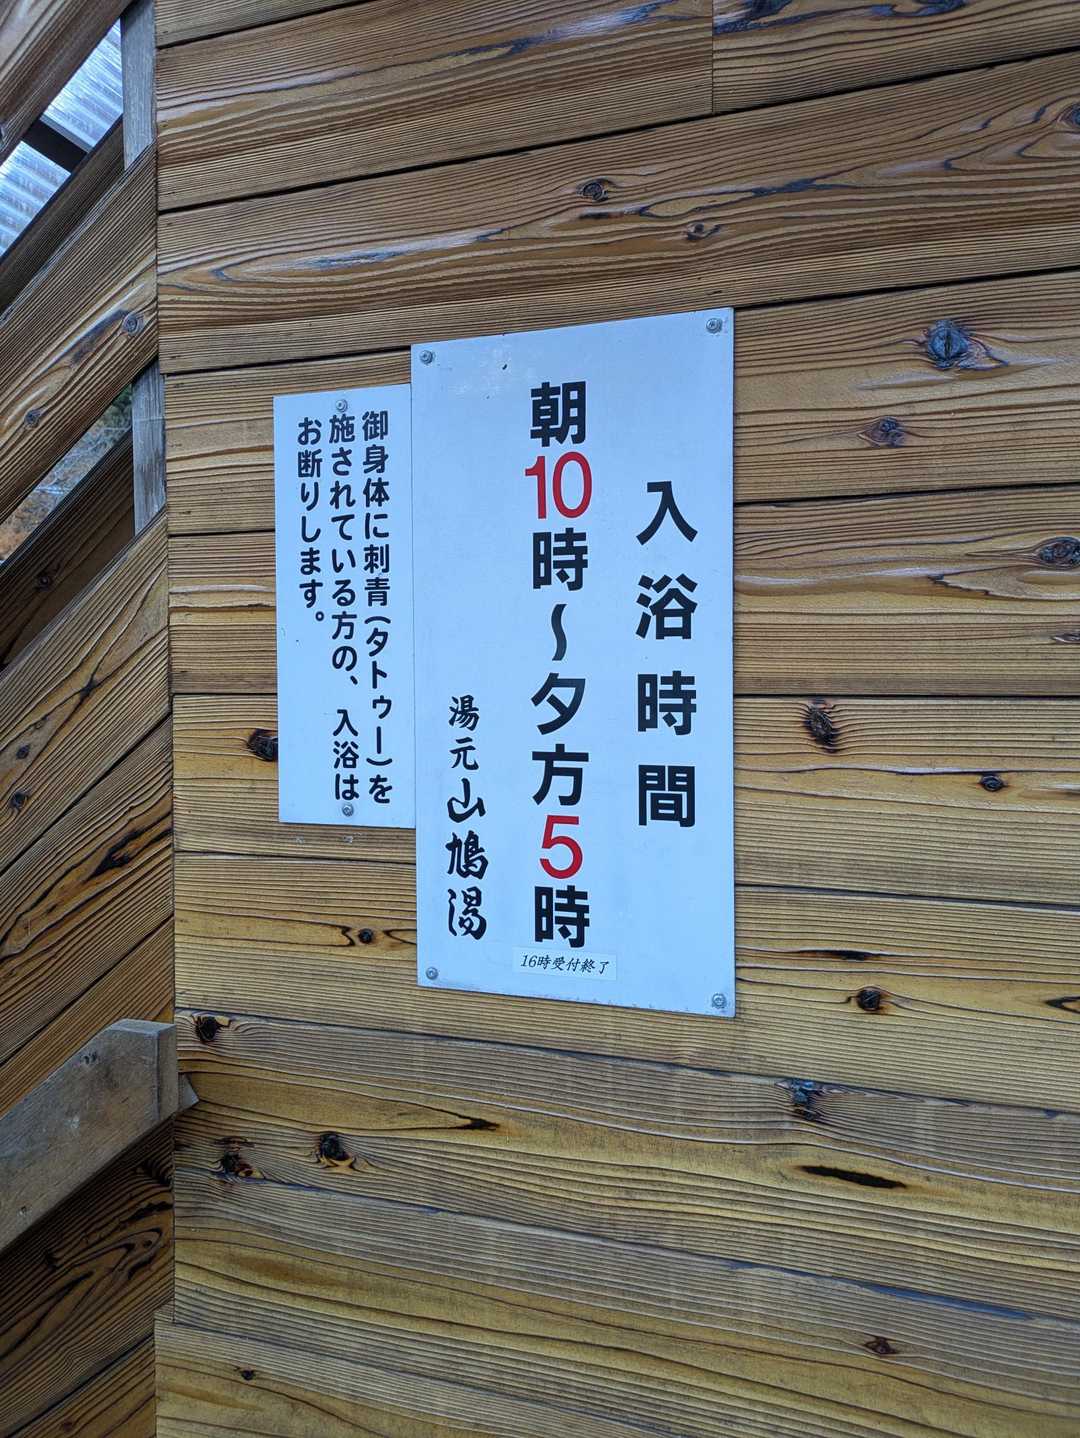 入浴時間
朝10時〜夕方5時
16時受付終了
湯元山鳩湯
御身体に刺青(タトゥー)を
施されている方の、入浴は
お断りします。